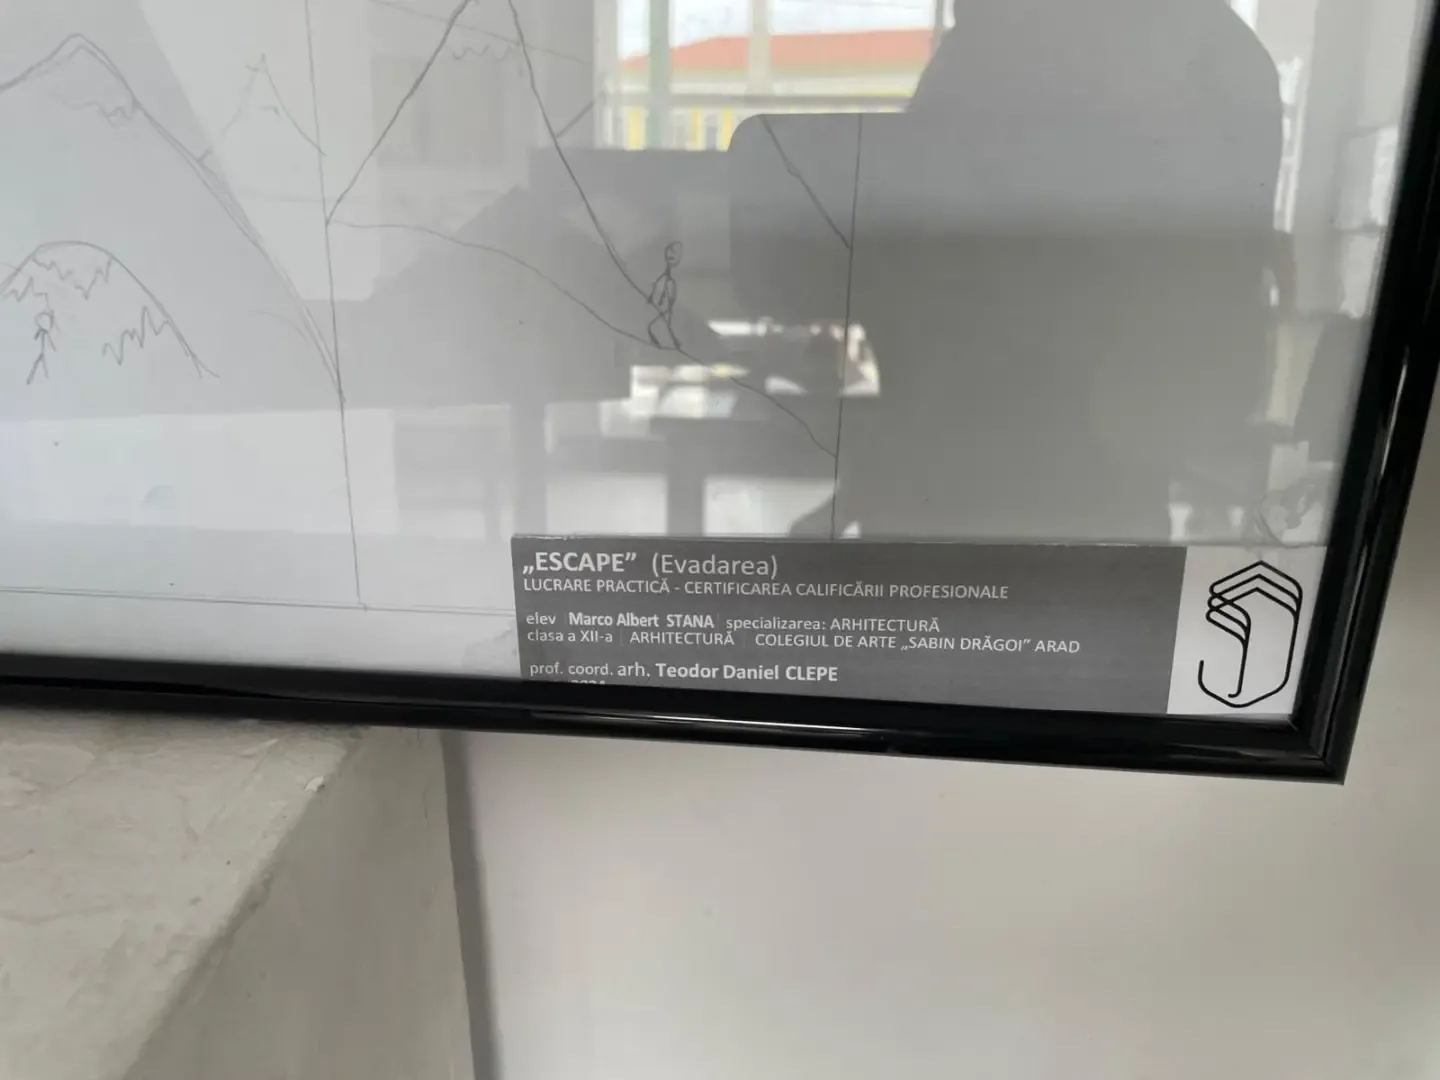 „ESCAPE” (Evadarea)
LUCRARE PRACTICĂ - CERTIFICAREA CALIFICĂRII PROFESIONALE
elev Marco Albert STANA specializarea: ARHITECTURĂ
clasa a XII-a ARHITECTURĂ COLEGIUL DE ARTE „SABIN DRĂGOI” ARAD
prof. coord. arh. Teodor Daniel CLEPE